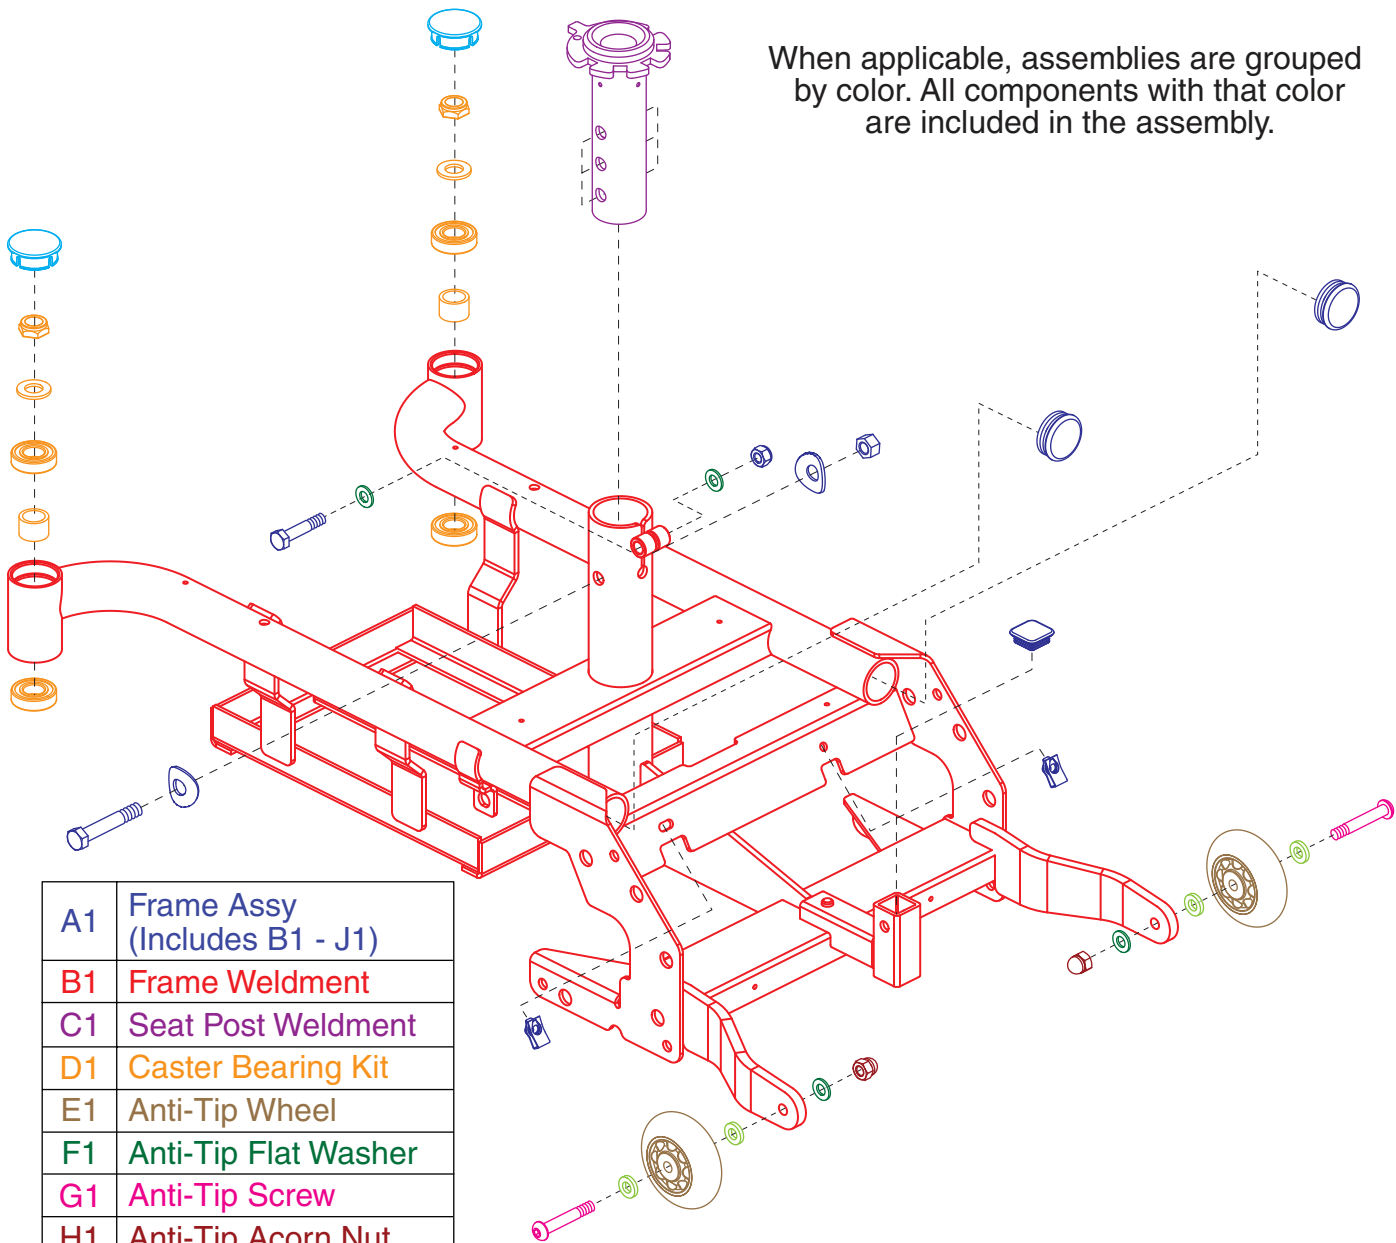 When applicable, assemblies are grouped
by color. All components with that color
are included in the assembly.
A1 Frame Assy
(Includes B1 - J1)
B1 Frame Weldment
C1 Seat Post Weldment
D1 Caster Bearing Kit
E1 Anti-Tip Wheel
F1 Anti-Tip Flat Washer
G1 Anti-Tip Screw
H1 Anti-Tip Acorn Nut